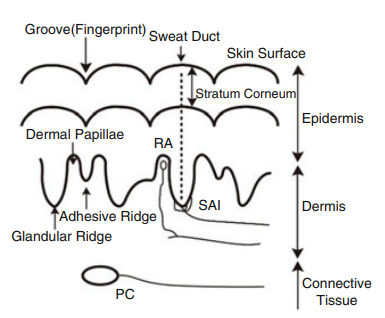 Groove(Fingerprint)
Sweat Duct
Skin Surface
Stratum Corneum
Epidermis
Dermal Papillae
RA
SAI
Dermis
Adhesive Ridge
Glandular Ridge
PC
Connective
Tissue